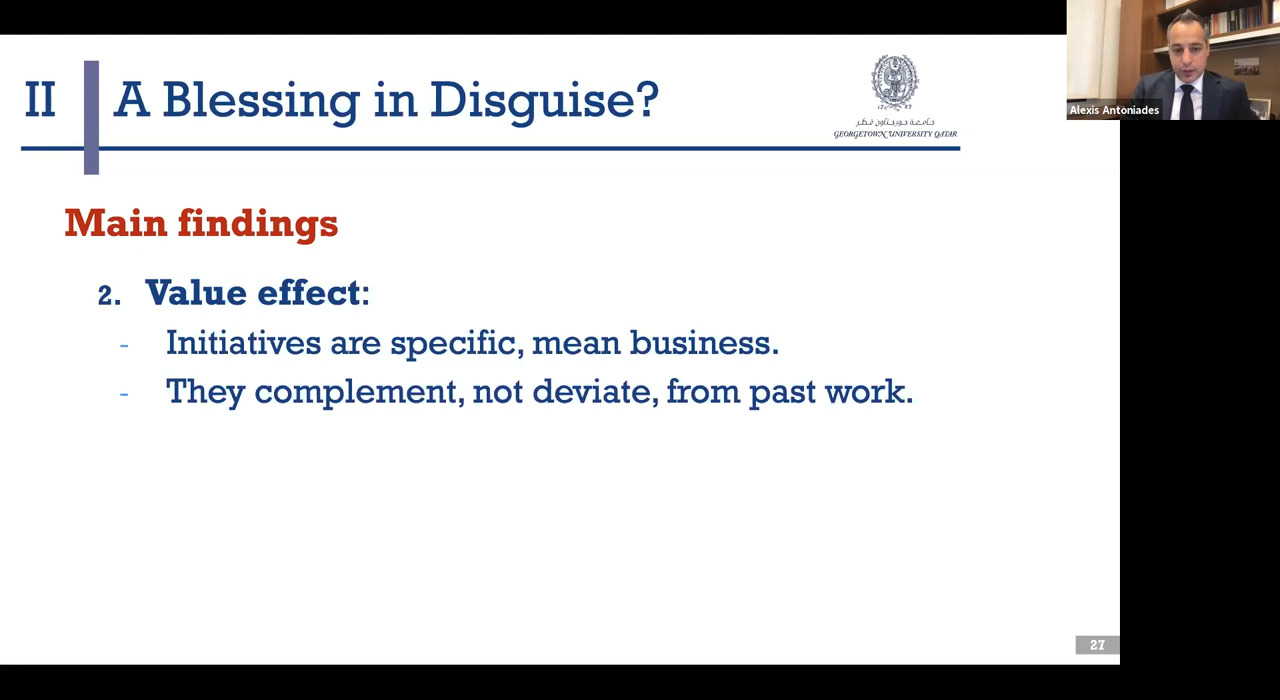 II A Blessing in Disguise?
جامعة جورجتاون قطر
GEORGETOWN UNIVERSITY QATAR
Alexis Antoniades
Main findings
2. Value effect:
- Initiatives are specific, mean business.
- They complement, not deviate, from past work.
27